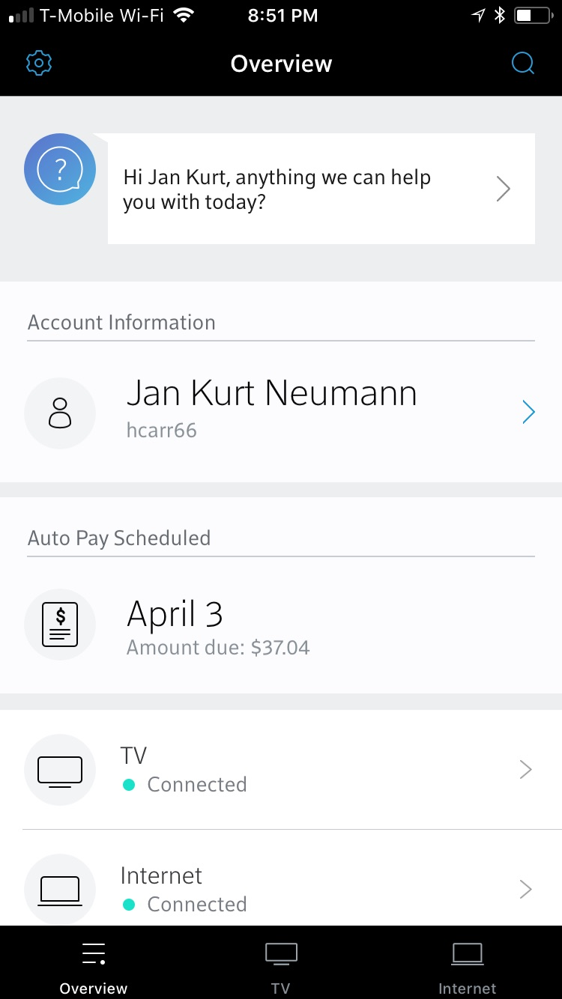 T-Mobile Wi-Fi 8:51 PM
Overview
?
Hi Jan Kurt, anything we can help
you with today?
Account Information
Jan Kurt Neumann
hcarr66
Auto Pay Scheduled
$
April 3
Amount due: $37.04
TV
Connected
Internet
Connected
Overview TV Internet